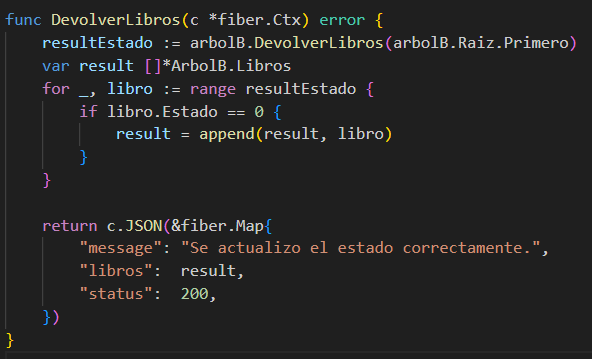 func DevolverLibros(c *fiber.Ctx) error {
    resultEstado := arbolB.DevolverLibros(arbolB.Raiz.Primero)
    var result []*ArbolB.Libros
    for _, libro := range resultEstado {
        if libro.Estado == 0 {
            result = append(result, libro)
        }
    }

    return c.JSON(&fiber.Map{
        "message": "Se actualizo el estado correctamente.",
        "libros":  result,
        "status":  200,
    })
}